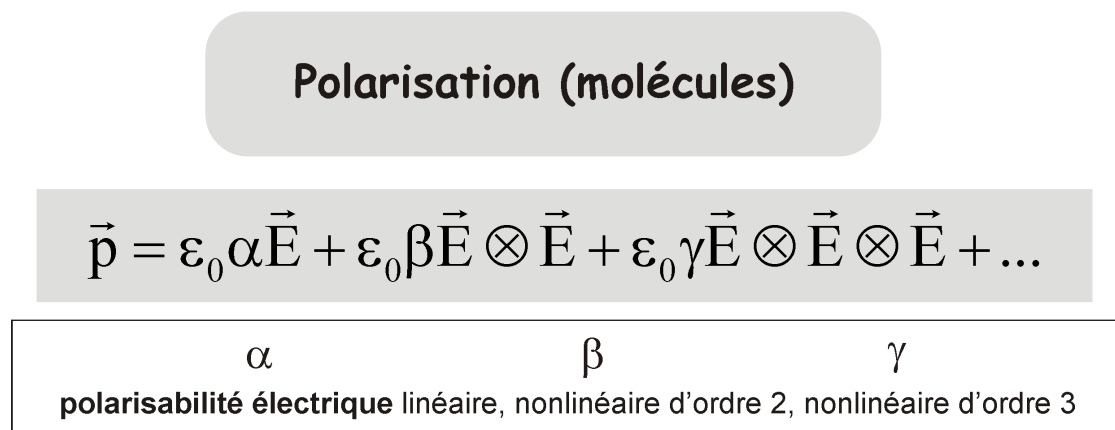 Polarisation (molécules)
p⃗ = ε₀αE⃗ + ε₀βE⃗ ⊗ E⃗ + ε₀γE⃗ ⊗ E⃗ ⊗ E⃗ + ...
α β γ
polarisabilité électrique linéaire, nonlinéaire d’ordre 2, nonlinéaire d’ordre 3